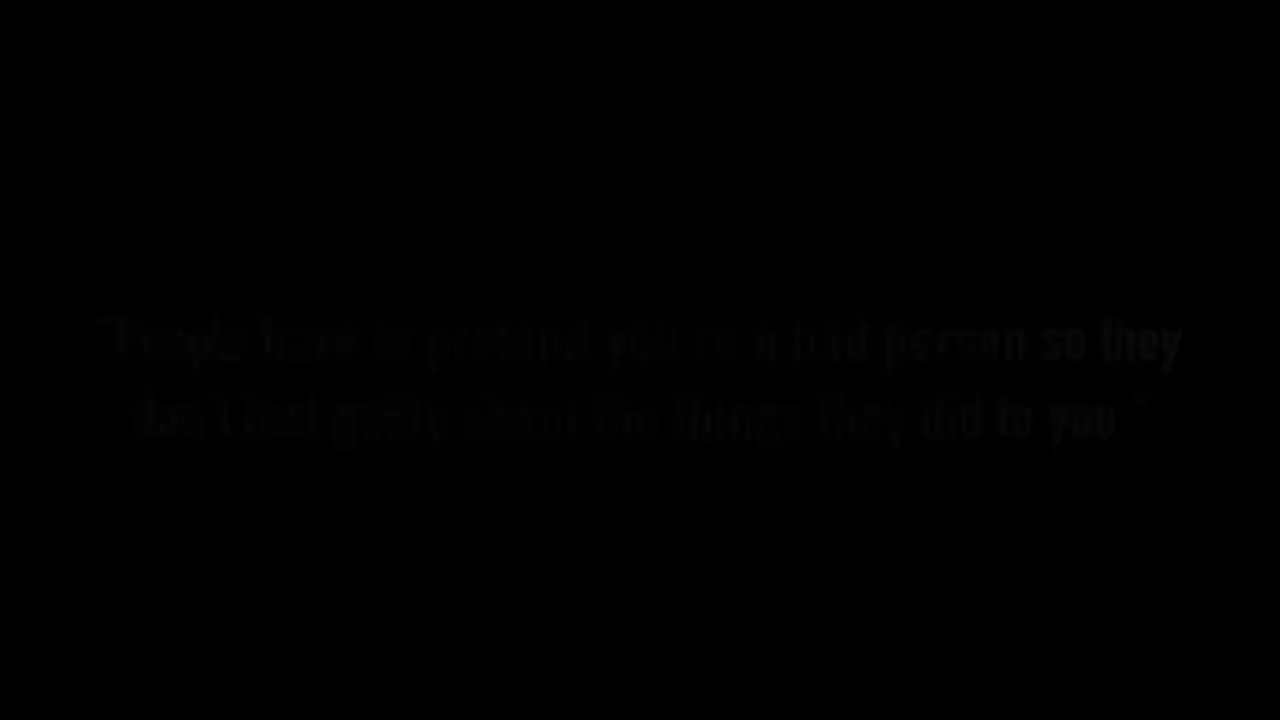 "People have to pretend you're a bad person so they
don't feel guilty about the things they did to you."